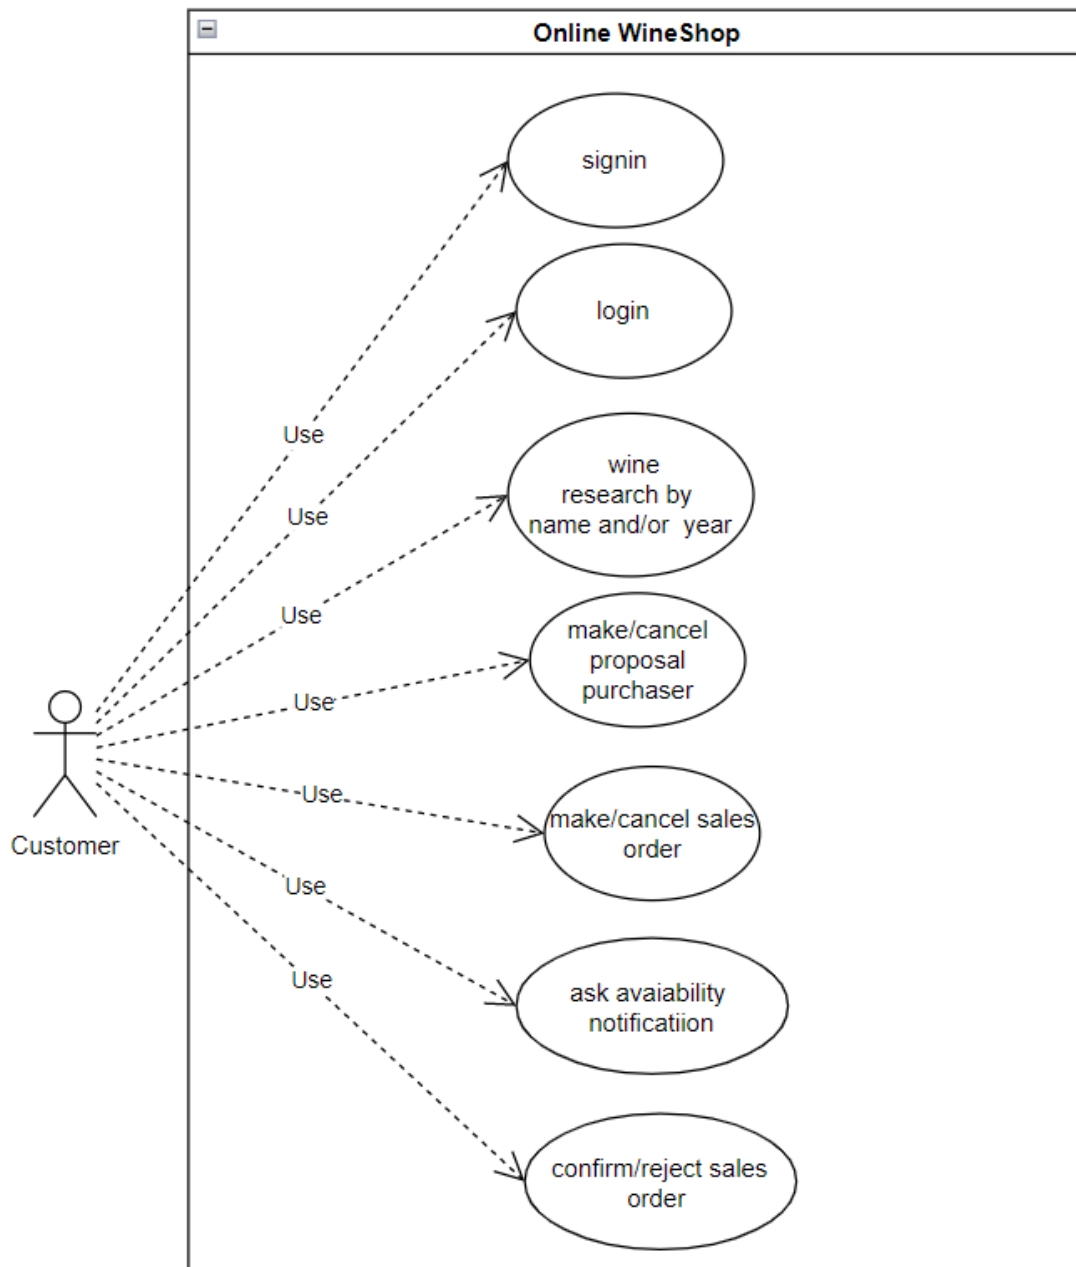 Online WineShop
signin
login
Use
Use
wine
research by
name and/or year
Use
make/cancel
proposal
purchaser
Use
Use
make/cancel sales
order
Customer
Use
ask avaiability
notificatiion
Use
confirm/reject sales
order